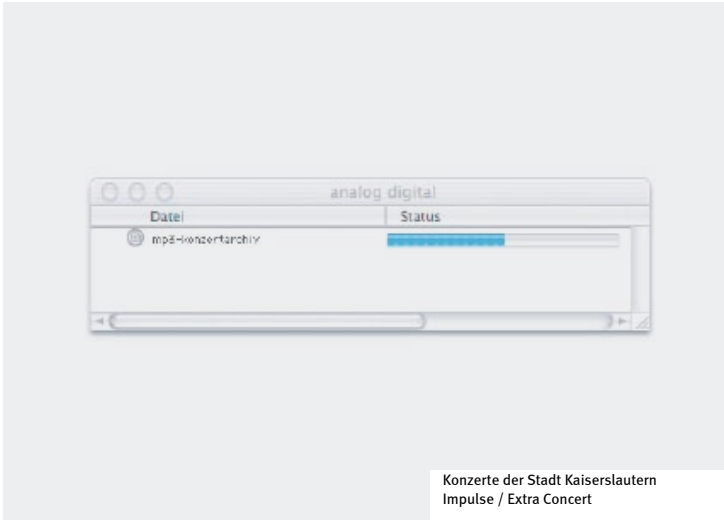 analog digital
Datei Status
mp3-konzertarchiv
Konzerte der Stadt Kaiserslautern
Impulse / Extra Concert